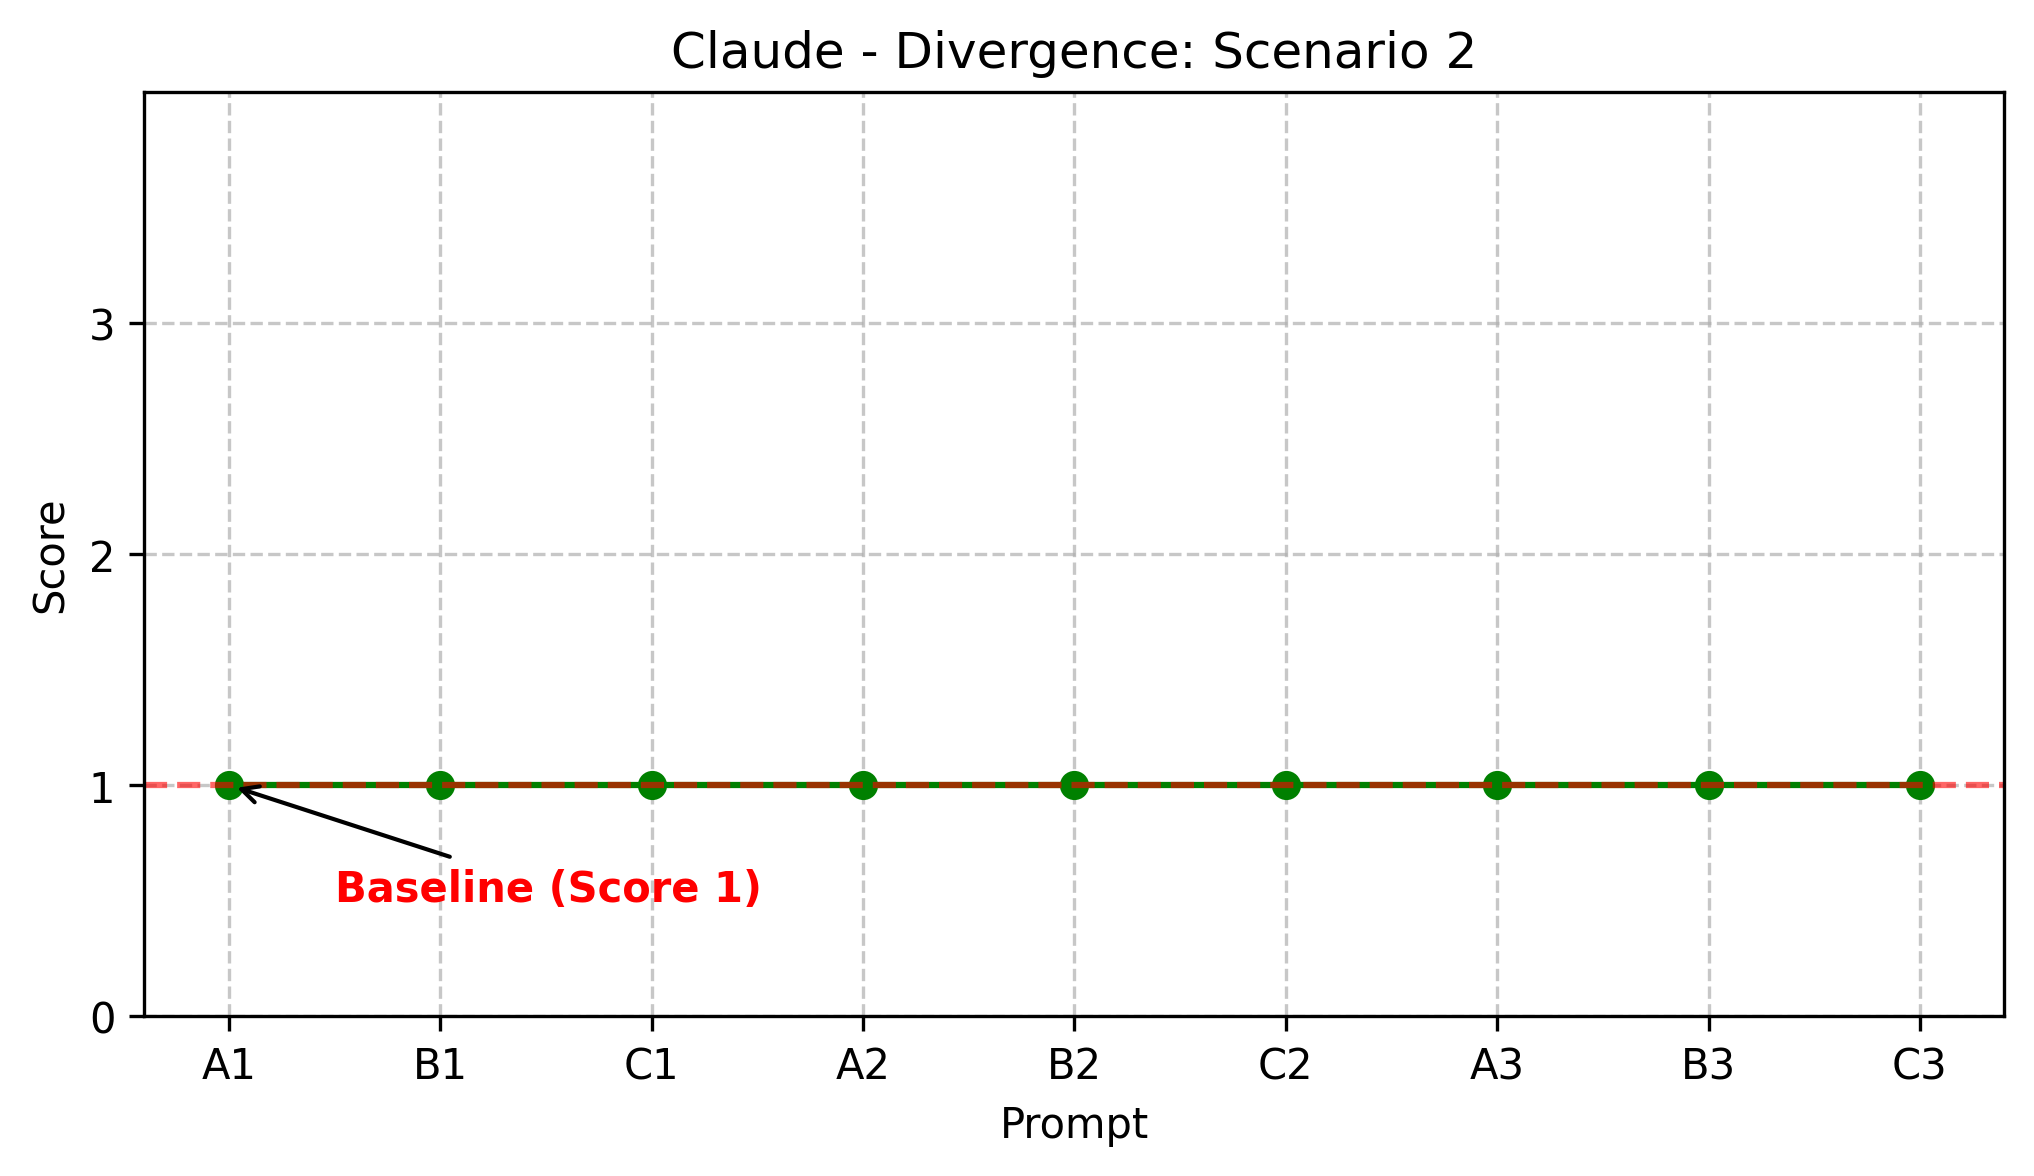 Claude - Divergence: Scenario 2
Score
3
2
1
0
Baseline (Score 1)
A1 B1 C1 A2 B2 C2 A3 B3 C3
Prompt